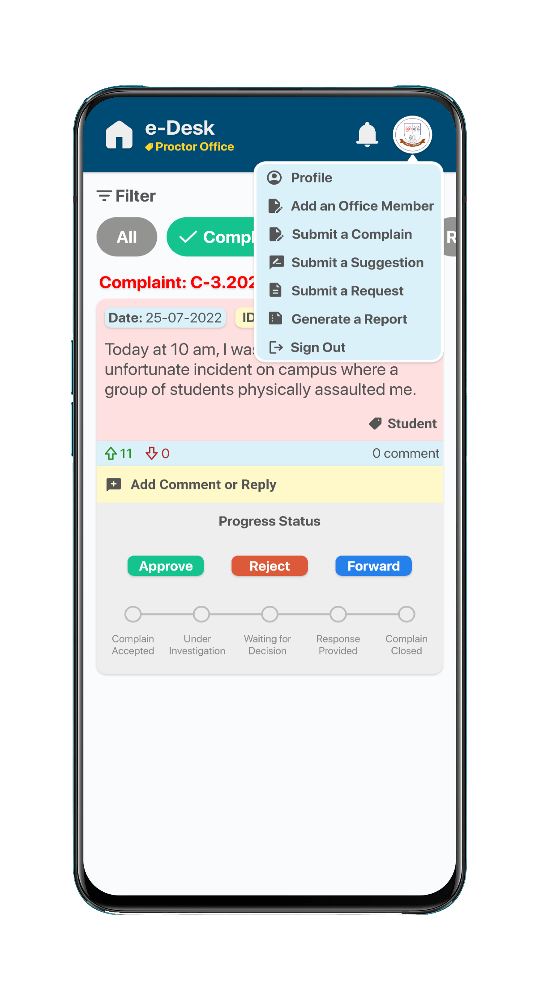 e-Desk
Proctor Office
Profile
Add an Office Member
Submit a Complain
Submit a Suggestion
Submit a Request
Generate a Report
Sign Out
Filter
All
Compl
R
Complaint: C-3.202
Date: 25-07-2022
ID
Today at 10 am, I was
unfortunate incident on campus where a
group of students physically assaulted me.
Student
11 0 0 comment
Add Comment or Reply
Progress Status
Approve Reject Forward
Complain Under Waiting for Response Complain
Accepted Investigation Decision Provided Closed